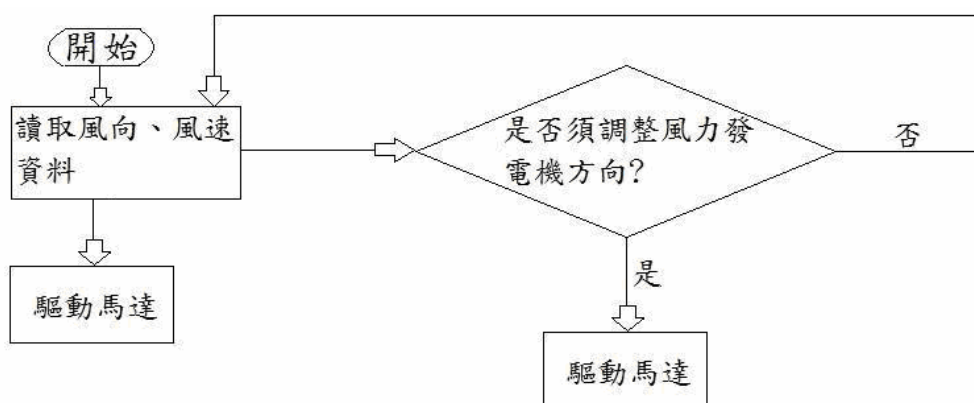 開始
讀取風向、風速
資料
是否須調整風力發
電機方向?
否
是
驅動馬達
驅動馬達